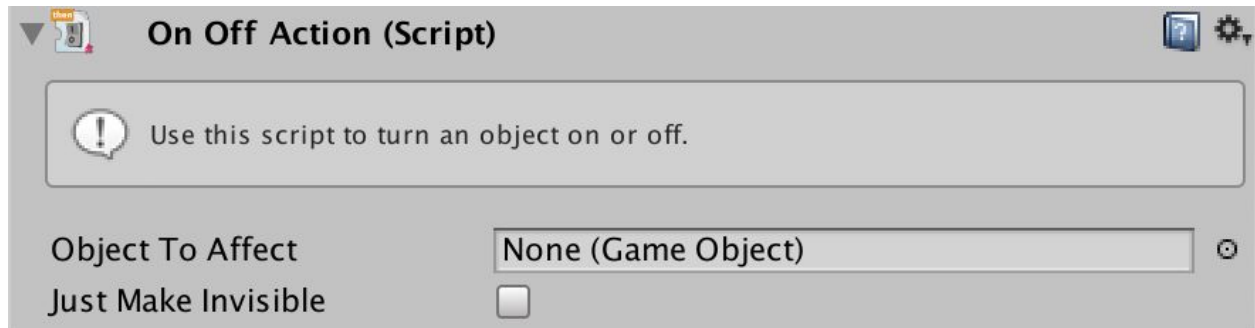 then
On Off Action (Script)
?
! Use this script to turn an object on or off.
Object To Affect None (Game Object)
Just Make Invisible